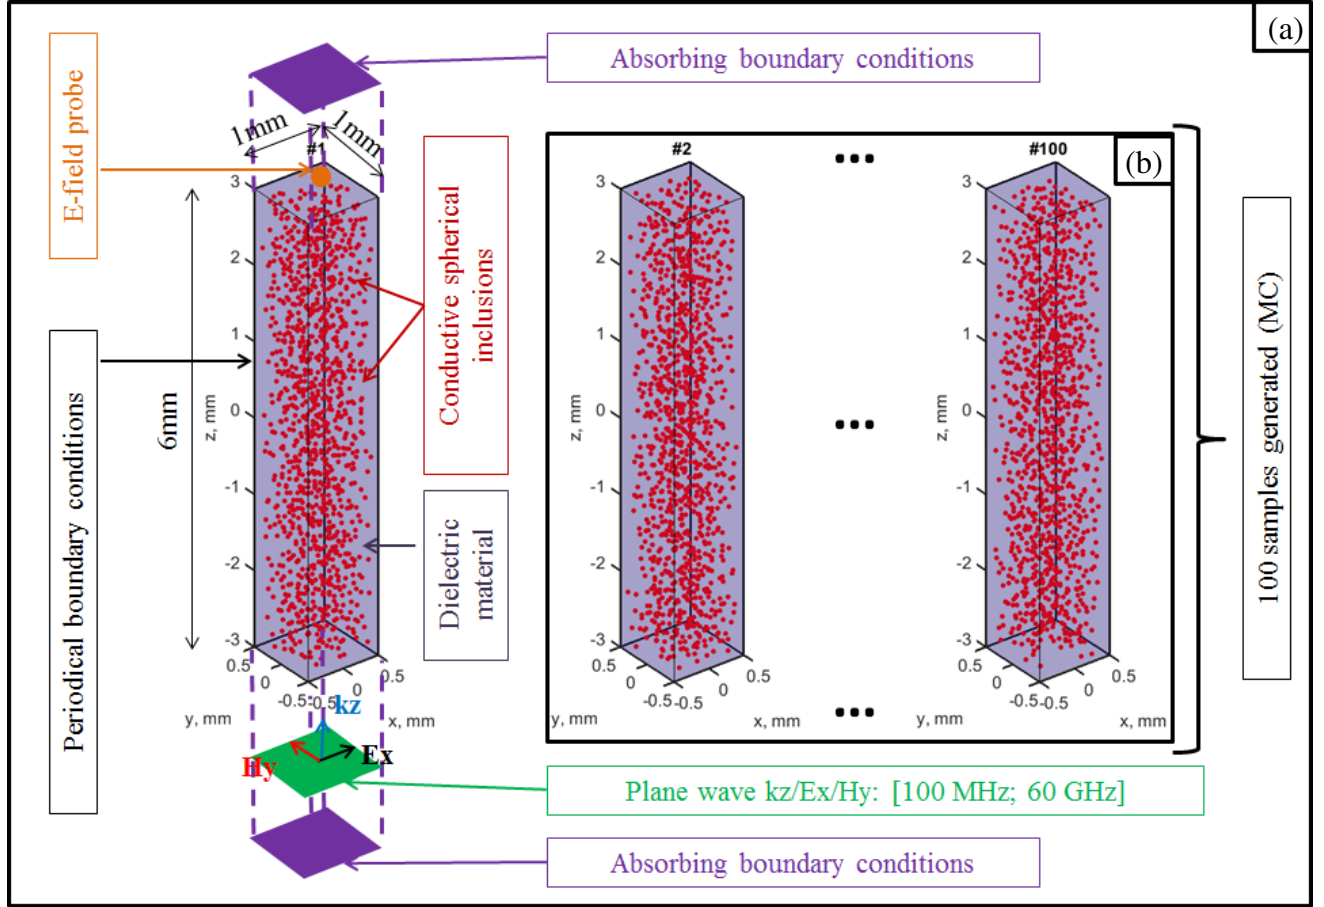 (a)
Absorbing boundary conditions
E-field probe
1mm
1mm
#1
3
2
1
0
-1
-2
-3
z, mm
0.5
0
-0.5
-0.5
0
0.5
y, mm
x, mm
6mm
Periodical boundary conditions
Conductive spherical
inclusions
Dielectric
material
(b)
#2
3
2
1
0
-1
-2
-3
z, mm
0.5
0
-0.5
-0.5
0
0.5
y, mm
x, mm
...
...
...
#100
3
2
1
0
-1
-2
-3
z, mm
0.5
0
-0.5
-0.5
0
0.5
y, mm
x, mm
100 samples generated (MC)
kz
Ex
Hy
Plane wave kz/Ex/Hy: [100 MHz; 60 GHz]
Absorbing boundary conditions